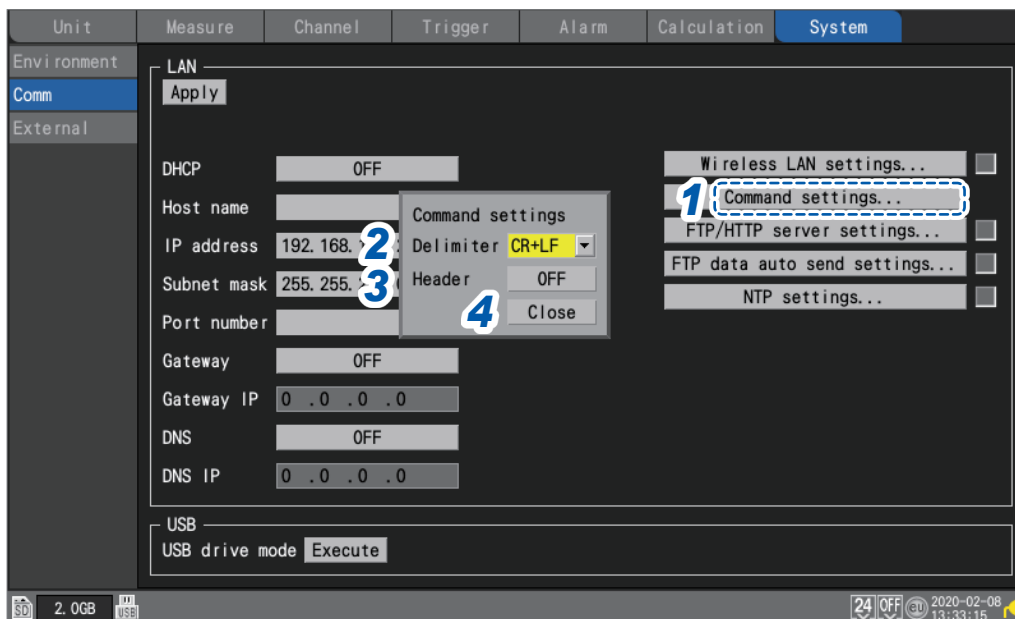 Unit Measure Channel Trigger Alarm Calculation System
Environment
Comm
External
LAN
Apply
DHCP OFF
Host name
IP address 192.168.
Subnet mask 255.255.
Port number
Gateway OFF
Gateway IP 0 .0 .0 .0
DNS OFF
DNS IP 0 .0 .0 .0
Command settings
2 Delimiter CR+LF
3 Header OFF
4 Close
Wireless LAN settings...
1 Command settings...
FTP/HTTP server settings...
FTP data auto send settings...
NTP settings...
USB
USB drive mode Execute
SD 2.0GB USB
24 OFF eu 2020-02-08
13:33:15